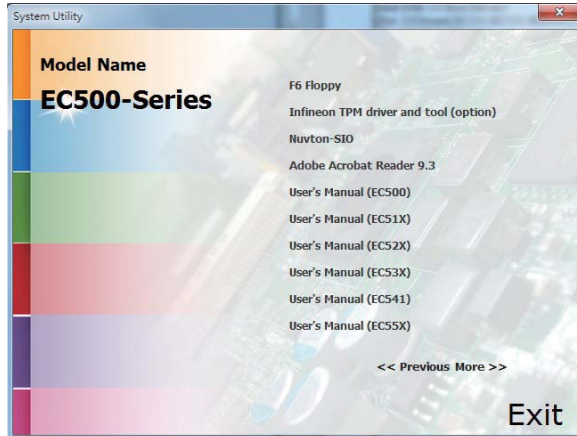 System Utility
Model Name
EC500-Series
F6 Floppy
Infineon TPM driver and tool (option)
Nuvton-SIO
Adobe Acrobat Reader 9.3
User's Manual (EC500)
User's Manual (EC51X)
User's Manual (EC52X)
User's Manual (EC53X)
User's Manual (EC541)
User's Manual (EC55X)
<< Previous More >>
Exit